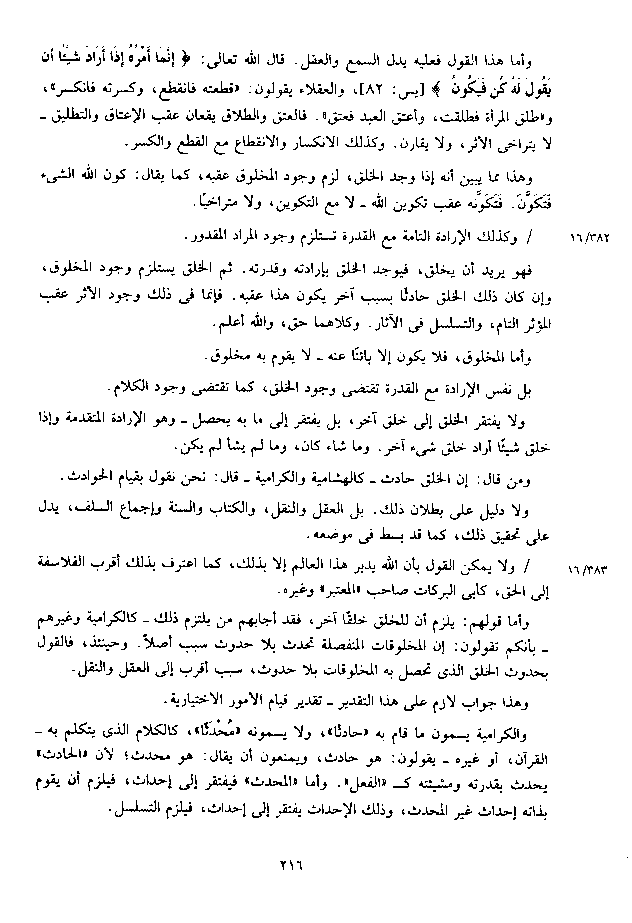 وأما هذا القول فعليه يدل السمع والعقل. قال الله تعالى: ﴿ إِنَّمَا أَمْرُهُ إِذَا أَرَادَ شَيْئًا أَن
يَقُولَ لَهُ كُن فَيَكُونُ ﴾ [يس: ٨٢]، والعقلاء يقولون: «قطعته فانقطع، وكسرته فانكسر»،
و«طلق المرأة فطلقت، وأعتق العبد فعتق». فالعتق والطلاق يقعان عقب الإعتاق والتطليق ـ
لا يتراخى الأثر، ولا يقارن. وكذلك الانكسار والانقطاع مع القطع والكسر.
وهذا مما يبين أنه إذا وجد الخلق، لزم وجود المخلوق عقبه، كما يقال: كون الله الشىء
فَتَكَوَّنَ. فَتَكَوُّنه عقب تكوين الله ـ لا مع التكوين، ولا متراخيًا.
١٦/٣٨٢ / وكذلك الإرادة التامة مع القدرة تستلزم وجود المراد المقدور.
فهو يريد أن يخلق، فيوجد الخلق بإرادته وقدرته. ثم الخلق يستلزم وجود المخلوق،
وإن كان ذلك الخلق حادثًا بسبب آخر يكون هذا عقبه. فإنما فى ذلك وجود الأثر عقب
المؤثر التام، والتسلسل فى الآثار. وكلاهما حق، والله أعلم.
وأما المخلوق، فلا يكون إلا بائنًا عنه ـ لا يقوم به مخلوق.
بل نفس الإرادة مع القدرة تقتضى وجود الخلق، كما تقتضى وجود الكلام.
ولا يفتقر الخلق إلى خلق آخر، بل يفتقر إلى ما به يحصل ـ وهو الإرادة المتقدمة وإذا
خلق شيئًا أراد خلق شىء آخر. وما شاء كان، وما لم يشأ لم يكن.
ومن قال: إن الخلق حادث ـ كالهشامية والكرامية ـ قال: نحن نقول بقيام الحوادث.
ولا دليل على بطلان ذلك. بل العقل والنقل، والكتاب والسنة وإجماع السلف، يدل
على تحقيق ذلك، كما قد بسط فى موضعه.
١٦/٣٨٣ / ولا يمكن القول بأن الله يدبر هذا العالم إلا بذلك، كما اعترف بذلك أقرب الفلاسفة
إلى الحق، كأبى البركات صاحب «المعتبر» وغيره.
وأما قولهم: يلزم أن للخلق خلقًا آخر، فقد أجابهم من يلتزم ذلك ـ كالكرامية وغيرهم
ـ بأنكم تقولون: إن المخلوقات المنفصلة تحدث بلا حدوث سبب أصلاً. وحينئذ، فالقول
بحدوث الخلق الذى تحصل به المخلوقات بلا حدوث، سبب أقرب إلى العقل والنقل.
وهذا جواب لازم على هذا التقدير ـ تقدير قيام الأمور الاختيارية.
والكرامية يسمون ما قام به «حادثًا»، ولا يسمونه «مُحْدَثًا»، كالكلام الذى يتكلم به ـ
القرآن، أو غيره ـ يقولون: هو حادث، ويمنعون أن يقال: هو محدث؛ لأن «الحادث»
يحدث بقدرته ومشيئته كـ «الفعل». وأما «المحدث» فيفتقر إلى إحداث، فيلزم أن يقوم
بذاته إحداث غير المحدث، وذلك الإحداث يفتقر إلى إحداث، فيلزم التسلسل.
٢١٦